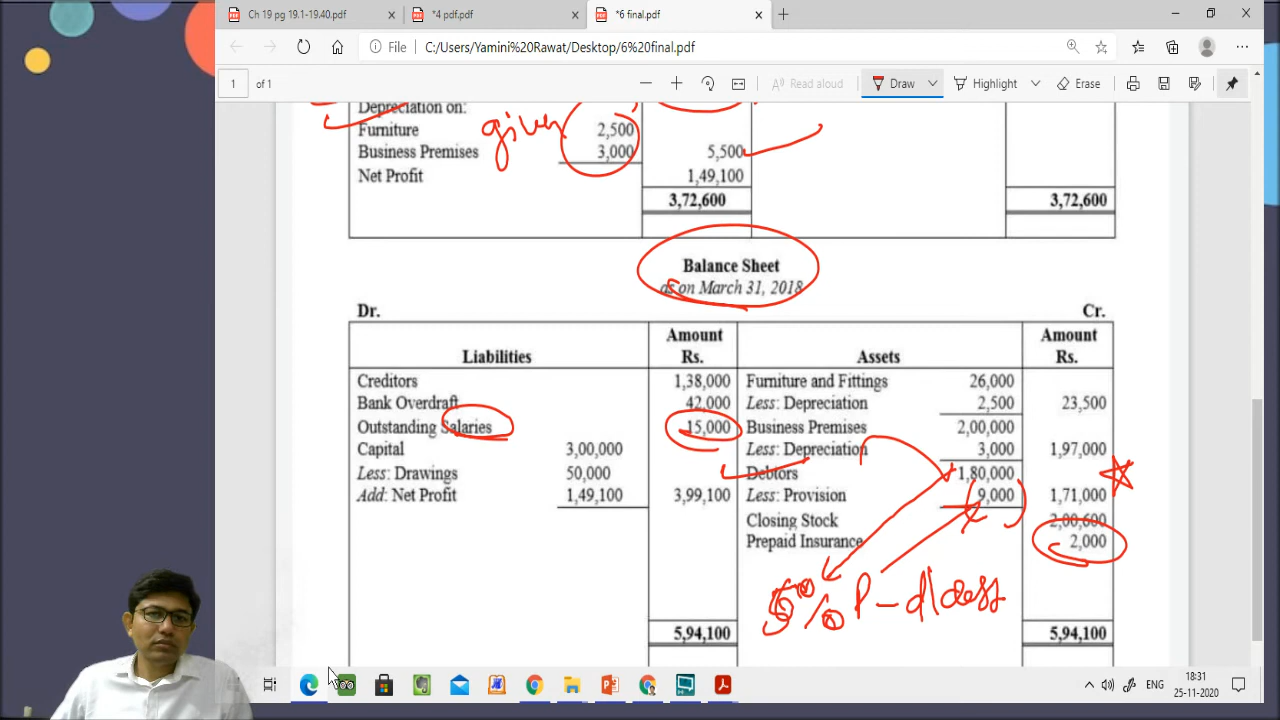 Ch 19 pg 19.1-19.40.pdf
*4 pdf.pdf
*6 final.pdf
File C:/Users/Yamini%20Rawat/Desktop/6%20final.pdf
1 of 1
Read aloud
Draw
Highlight
Erase
Depreciation on:
given
Furniture 2,500
Business Premises 3,000 5,500
Net Profit 1,49,100
3,72,600 3,72,600
Balance Sheet
as on March 31, 2018
Dr. Cr.
Liabilities Amount Rs. Assets Amount Rs.
Creditors 1,38,000 Furniture and Fittings 26,000
Bank Overdraft 42,000 Less: Depreciation 2,500 23,500
Outstanding Salaries 15,000 Business Premises 2,00,000
Capital 3,00,000 Less: Depreciation 3,000 1,97,000
Less: Drawings 50,000 Debtors 1,80,000
Add: Net Profit 1,49,100 3,99,100 Less: Provision 9,000 1,71,000
Closing Stock 2,00,600
Prepaid Insurance 2,000
5,94,100 5,94,100
ENG
18:31
25-11-2020